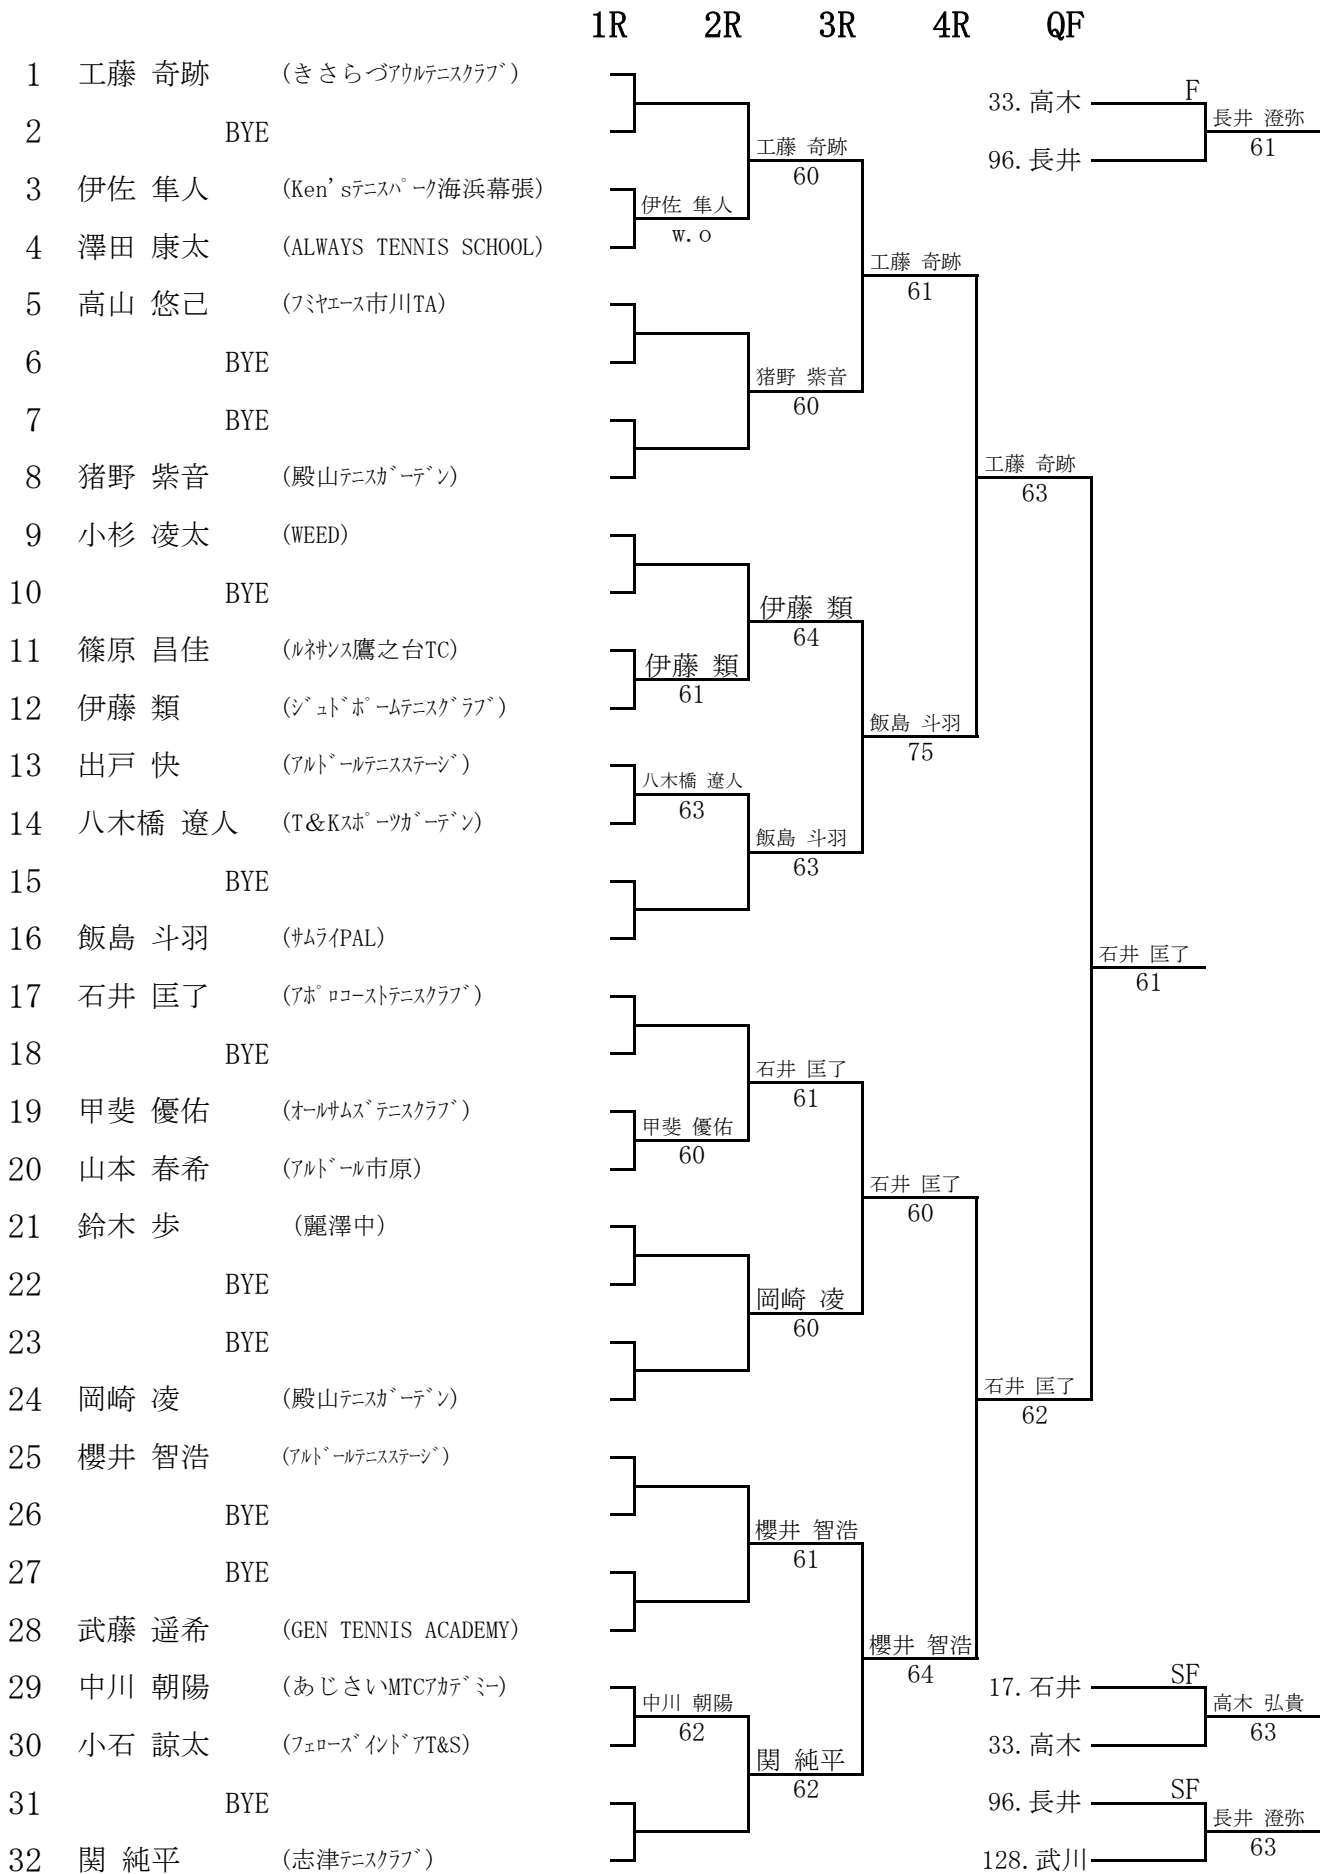 1R 2R 3R 4R QF
1 工藤 奇跡 (きさらづｱｳﾙﾃﾆｽｸﾗﾌﾞ)
33.高木 F
長井 澄弥
2 BYE
61
工藤 奇跡
96.長井
60
3 伊佐 隼人 (Ken'sﾃﾆｽﾊﾟｰｸ海浜幕張)
伊佐 隼人
w.o
4 澤田 康太 (ALWAYS TENNIS SCHOOL)
工藤 奇跡
61
5 高山 悠己 (ﾌﾐﾔｴｰｽ市川TA)
6 BYE
猪野 紫音
60
7 BYE
工藤 奇跡
8 猪野 紫音 (殿山ﾃﾆｽｶﾞｰﾃﾞﾝ)
63
9 小杉 凌太 (WEED)
10 BYE
伊藤 類
64
11 篠原 昌佳 (ﾙﾈｻﾝｽ鷹之台TC)
伊藤 類
61
12 伊藤 類 (ｼﾞｭﾄﾞﾎﾟｰﾑﾃﾆｽｸﾞﾗﾌﾞ)
飯島 斗羽
75
13 出戸 快 (ｱﾙﾄﾞｰﾙﾃﾆｽｽﾃｰｼﾞ)
八木橋 遼人
63
14 八木橋 遼人 (T&Kｽﾎﾟｰﾂｶﾞｰﾃﾞﾝ)
飯島 斗羽
63
15 BYE
16 飯島 斗羽 (ｻﾑﾗｲPAL)
石井 匡了
61
17 石井 匡了 (ｱﾎﾟﾛｺｰｽﾄﾃﾆｽｸﾗﾌﾞ)
18 BYE
石井 匡了
61
19 甲斐 優佑 (ｵｰﾙｻﾑｽﾞﾃﾆｽｸﾗﾌﾞ)
甲斐 優佑
60
20 山本 春希 (ｱﾙﾄﾞｰﾙ市原)
石井 匡了
60
21 鈴木 歩 (麗澤中)
22 BYE
岡崎 凌
60
23 BYE
石井 匡了
24 岡崎 凌 (殿山ﾃﾆｽｶﾞｰﾃﾞﾝ)
62
25 櫻井 智浩 (ｱﾙﾄﾞｰﾙﾃﾆｽｽﾃｰｼﾞ)
26 BYE
櫻井 智浩
61
27 BYE
28 武藤 遥希 (GEN TENNIS ACADEMY)
櫻井 智浩
64
29 中川 朝陽 (あじさいMTCｱｶﾃﾞﾐｰ)
17.石井 SF
中川 朝陽
高木 弘貴
62
63
30 小石 諒太 (ﾌｪﾛｰｽﾞｲﾝﾄﾞｱT&S)
33.高木
関 純平
62
31 BYE
96.長井 SF
長井 澄弥
63
32 関 純平 (志津ﾃﾆｽｸﾗﾌﾞ)
128.武川